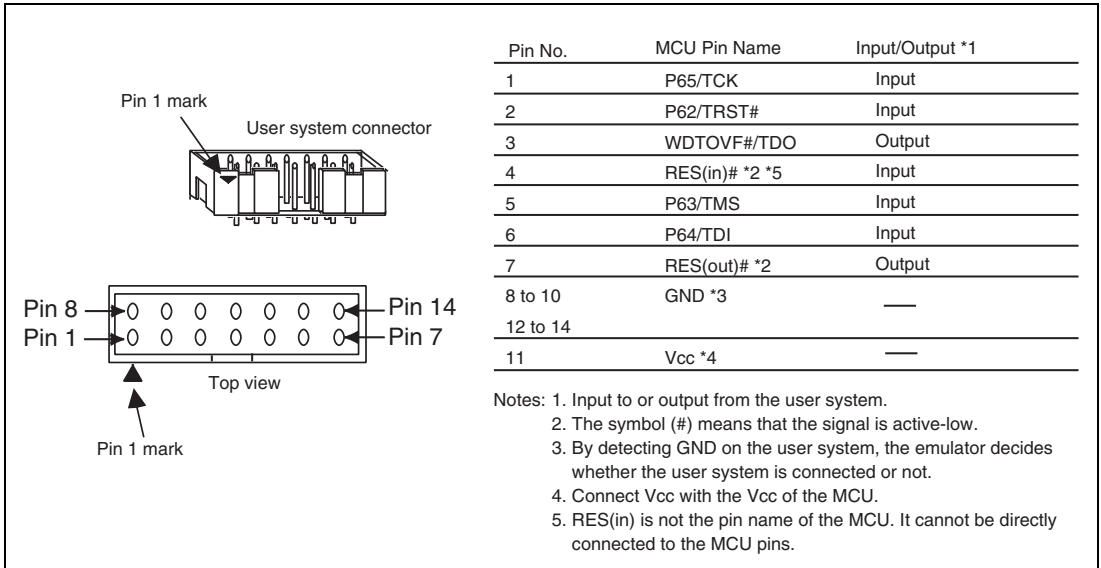 Pin 1 mark
User system connector
Pin 8
Pin 14
Pin 1
Pin 7
Top view
Pin 1 mark
Pin No. MCU Pin Name Input/Output *1
1 P65/TCK Input
2 P62/TRST# Input
3 WDTOVF#/TDO Output
4 RES(in)# *2 *5 Input
5 P63/TMS Input
6 P64/TDI Input
7 RES(out)# *2 Output
8 to 10 GND *3 —
12 to 14
11 Vcc *4 —
Notes: 1. Input to or output from the user system.
2. The symbol (#) means that the signal is active-low.
3. By detecting GND on the user system, the emulator decides
whether the user system is connected or not.
4. Connect Vcc with the Vcc of the MCU.
5. RES(in) is not the pin name of the MCU. It cannot be directly
connected to the MCU pins.